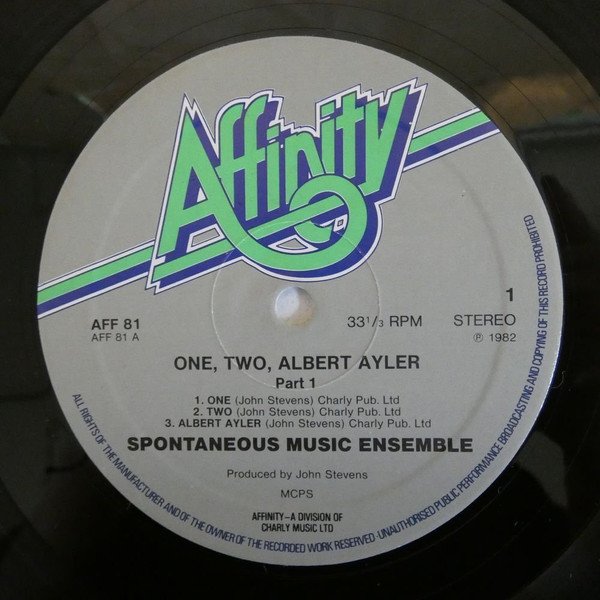 Affinity
AFF 81
AFF 81 A
33 1/3 RPM
STEREO
1
℗ 1982
ONE, TWO, ALBERT AYLER
Part 1
1. ONE (John Stevens) Charly Pub. Ltd
2. TWO (John Stevens) Charly Pub. Ltd
3. ALBERT AYLER (John Stevens) Charly Pub. Ltd
SPONTANEOUS MUSIC ENSEMBLE
Produced by John Stevens
MCPS
AFFINITY–A DIVISION OF
CHARLY MUSIC LTD
ALL RIGHTS OF THE MANUFACTURER AND OF THE OWNER OF THE RECORDED WORK RESERVED·UNAUTHORISED PUBLIC PERFORMANCE BROADCASTING AND COPYING OF THIS RECORD PROHIBITED